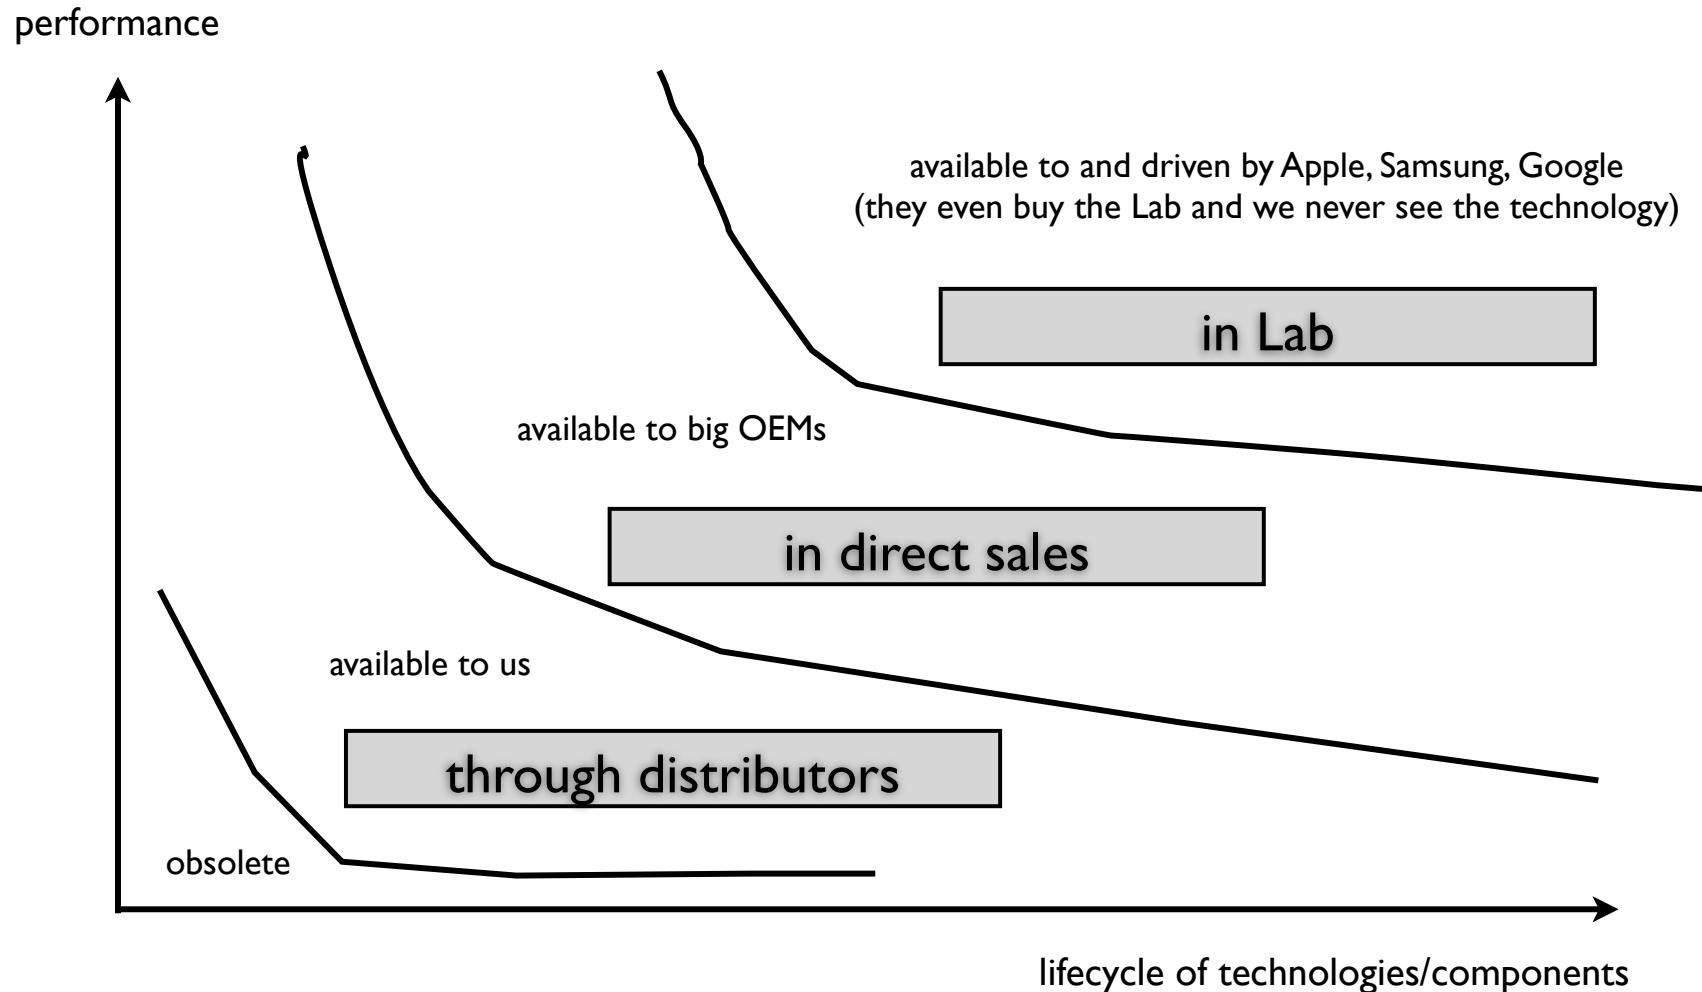 performance
available to and driven by Apple, Samsung, Google
(they even buy the Lab and we never see the technology)
in Lab
available to big OEMs
in direct sales
available to us
through distributors
obsolete
lifecycle of technologies/components